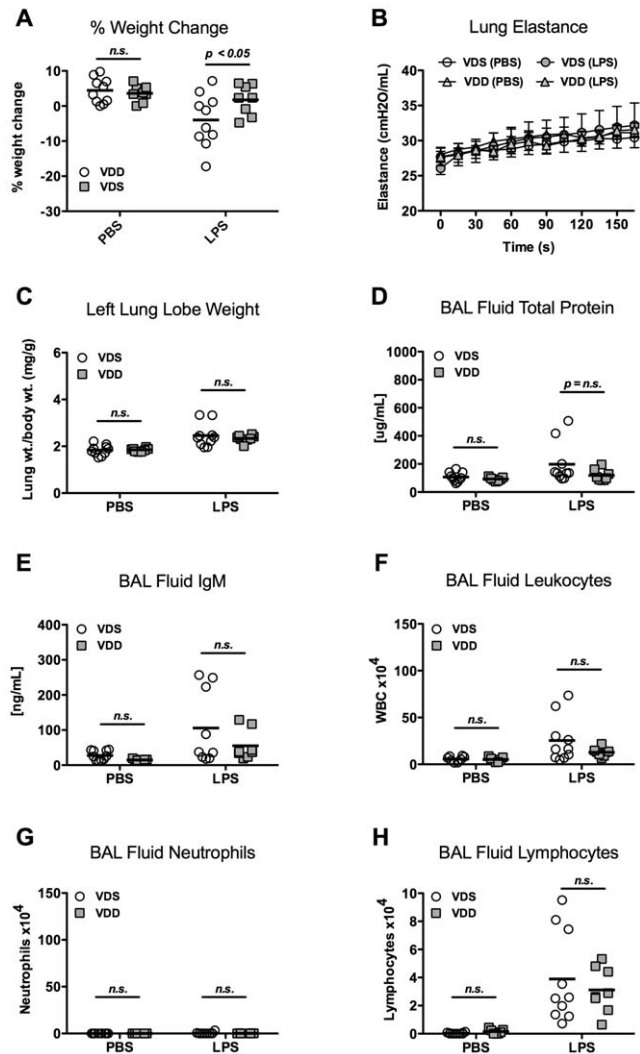 A
% Weight Change
n.s.
p < 0.05
20
10
0
-10
-20
-30
% weight change
VDD
VDS
PBS
LPS
B
Lung Elastance
VDS (PBS)
VDS (LPS)
VDD (PBS)
VDD (LPS)
40
35
30
25
20
Elastance (cmH2O/mL)
0
30
60
90
120
150
Time (s)
C
Left Lung Lobe Weight
VDS
VDD
n.s.
n.s.
6
4
2
0
Lung wt./body wt. (mg/g)
PBS
LPS
D
BAL Fluid Total Protein
VDS
VDD
n.s.
p = n.s.
1000
800
600
400
200
0
[ug/mL]
PBS
LPS
E
BAL Fluid IgM
VDS
VDD
n.s.
n.s.
400
300
200
100
0
[ng/mL]
PBS
LPS
F
BAL Fluid Leukocytes
VDS
VDD
n.s.
n.s.
150
100
50
0
WBC x10⁴
PBS
LPS
G
BAL Fluid Neutrophils
VDS
VDD
n.s.
n.s.
150
100
50
0
Neutrophils x10⁴
PBS
LPS
H
BAL Fluid Lymphocytes
VDS
VDD
n.s.
n.s.
10
8
6
4
2
0
Lymphocytes x10⁴
PBS
LPS